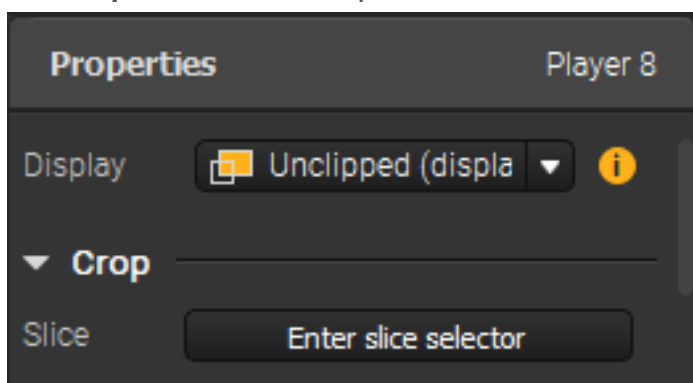 Properties Player 8
Display Unclipped (displa i
Crop
Slice Enter slice selector